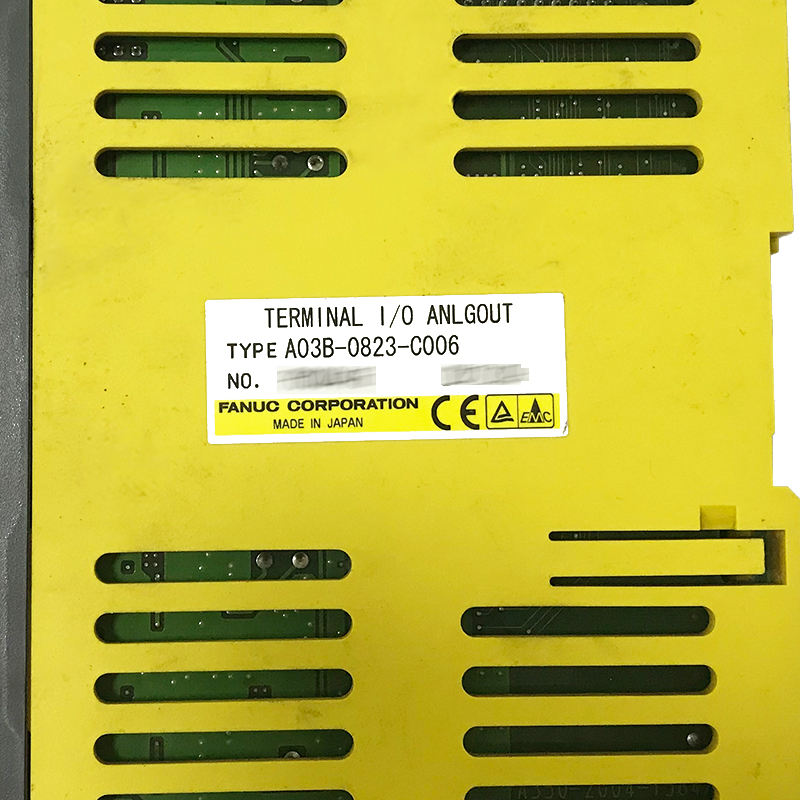 TERMINAL I/O ANLGOUT
TYPE A03B-0823-C006
NO.
FANUC CORPORATION
MADE IN JAPAN
CE
EMC